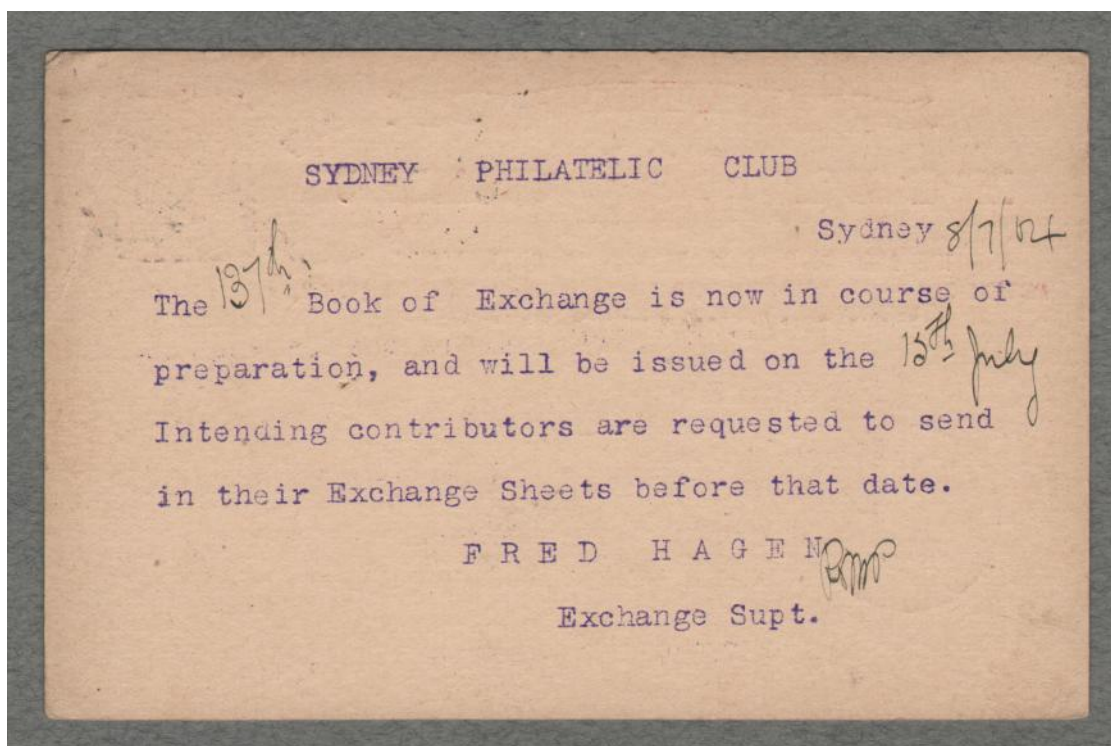 SYDNEY PHILATELIC CLUB
Sydney 8/7/04
The 137th Book of Exchange is now in course of
preparation, and will be issued on the 15th July
Intending contributors are requested to send
in their Exchange Sheets before that date.
FRED HAGEN
Exchange Supt.